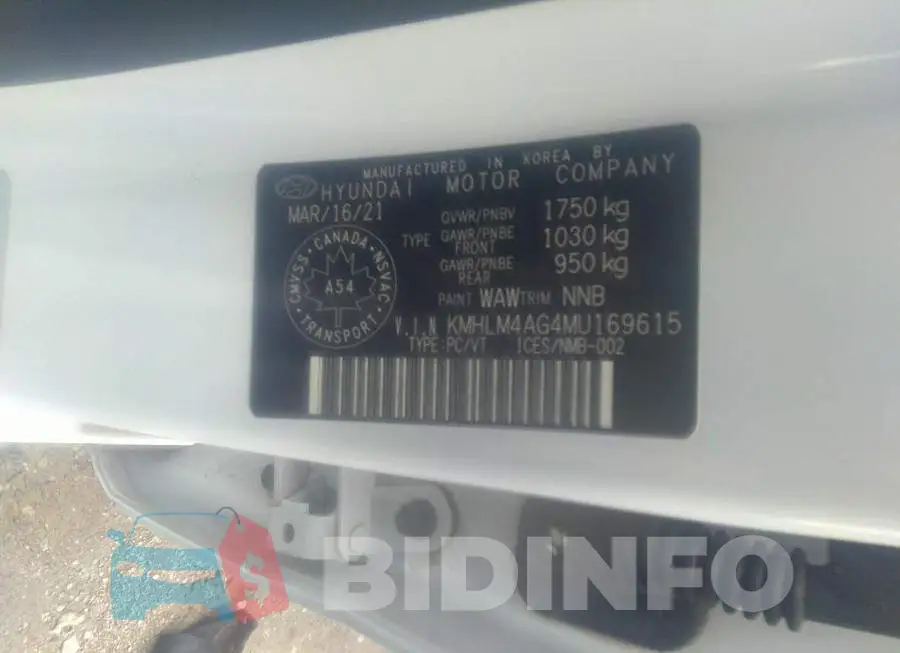 MANUFACTURED IN KOREA BY
HYUNDAI MOTOR COMPANY
MAR/16/21
GVWR/PNBV 1750 kg
TYPE GAWR/PNBE FRONT 1030 kg
GAWR/PNBE REAR 950 kg
CANADA
CMVSS NSVAC
A54
TRANSPORT
PAINT WAW TRIM NNB
V.I.N KMHLM4AG4MU169615
TYPE:PC/VT ICES/NMB-002
$
BIDINFO